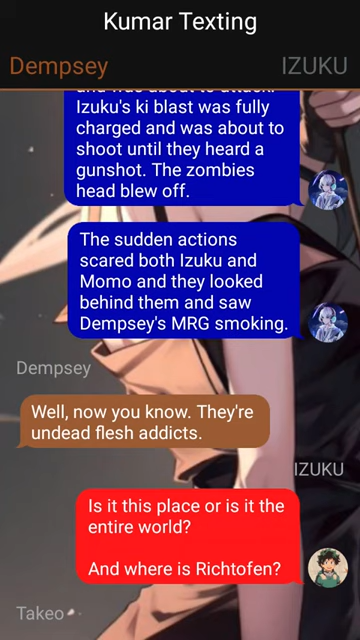 Kumar Texting
Dempsey
IZUKU
Izuku's ki blast was fully
charged and was about to
shoot until they heard a
gunshot. The zombies
head blew off.
The sudden actions
scared both Izuku and
Momo and they looked
behind them and saw
Dempsey's MRG smoking.
Dempsey
Well, now you know. They're
undead flesh addicts.
IZUKU
Is it this place or is it the
entire world?
And where is Richtofen?
Takeo